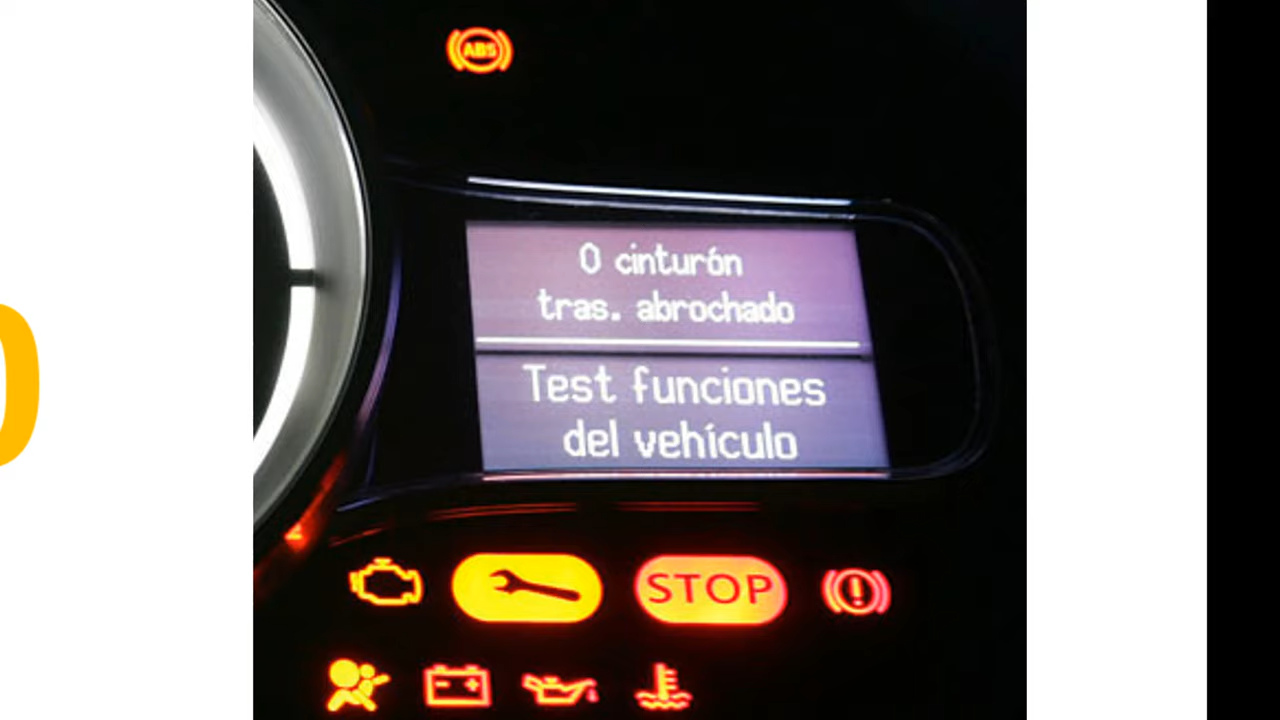 ABS
0 cinturón
tras. abrochado
Test funciones
del vehículo
STOP